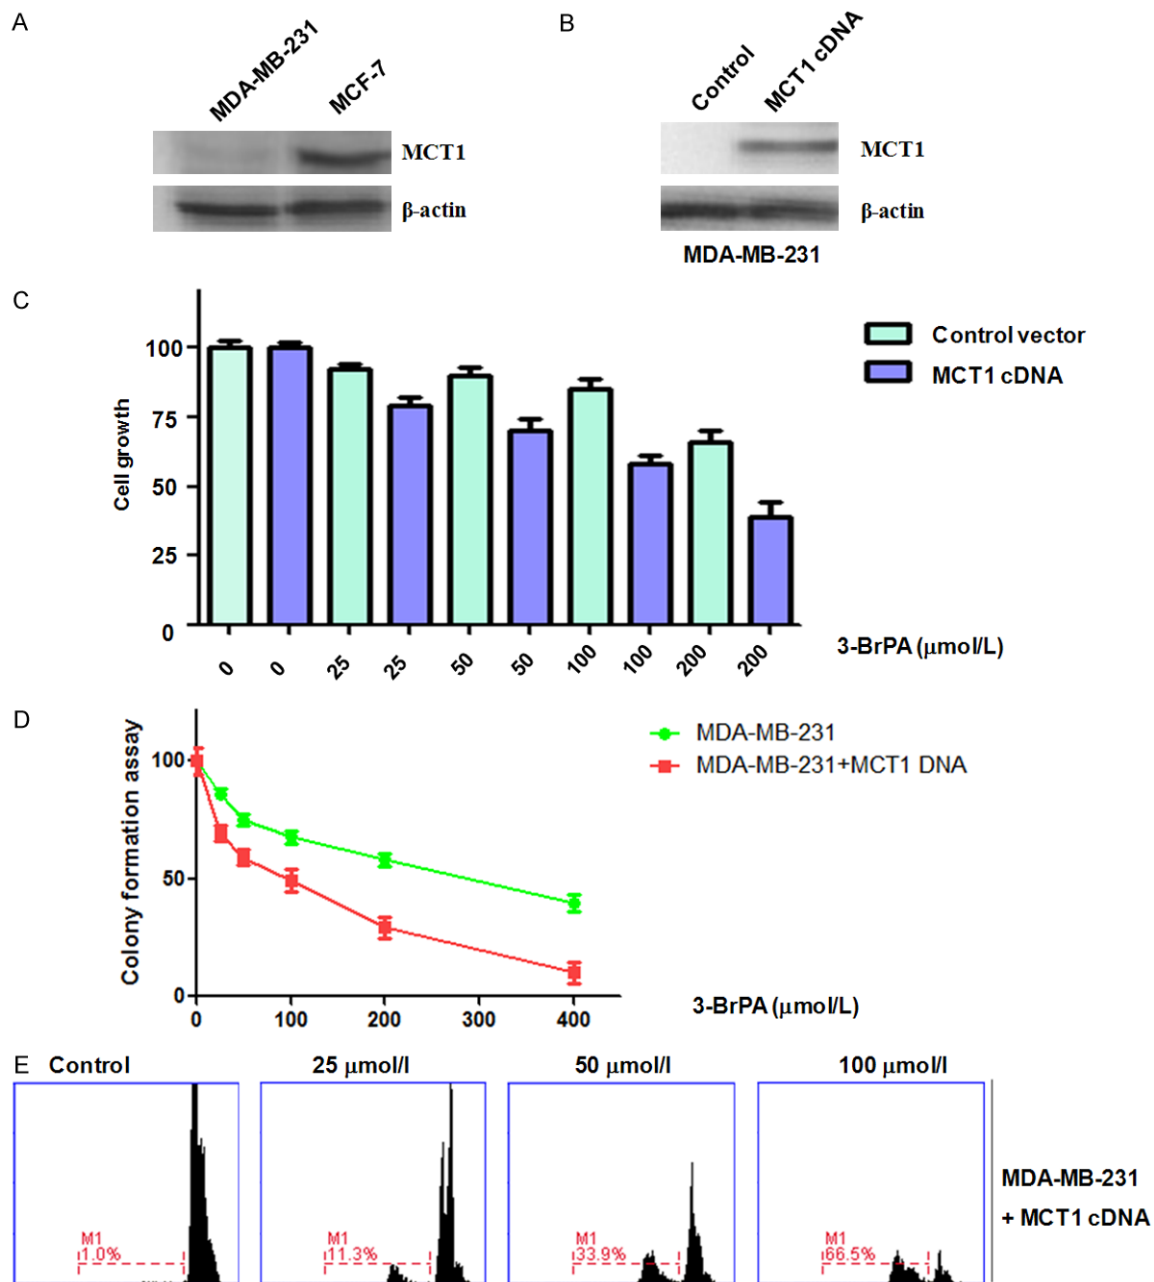 A
MDA-MB-231
MCF-7
MCT1
β-actin
B
Control
MCT1 cDNA
MCT1
β-actin
MDA-MB-231
C
Cell growth
100
75
50
25
0
0
0
25
25
50
50
100
100
200
200
3-BrPA (μmol/L)
Control vector
MCT1 cDNA
D
Colony formation assay
100
50
0
0
100
200
300
400
3-BrPA (μmol/L)
MDA-MB-231
MDA-MB-231+MCT1 DNA
E
Control
25 μmol/l
50 μmol/l
100 μmol/l
M1
1.0%
M1
11.3%
M1
33.9%
M1
66.5%
MDA-MB-231
+ MCT1 cDNA